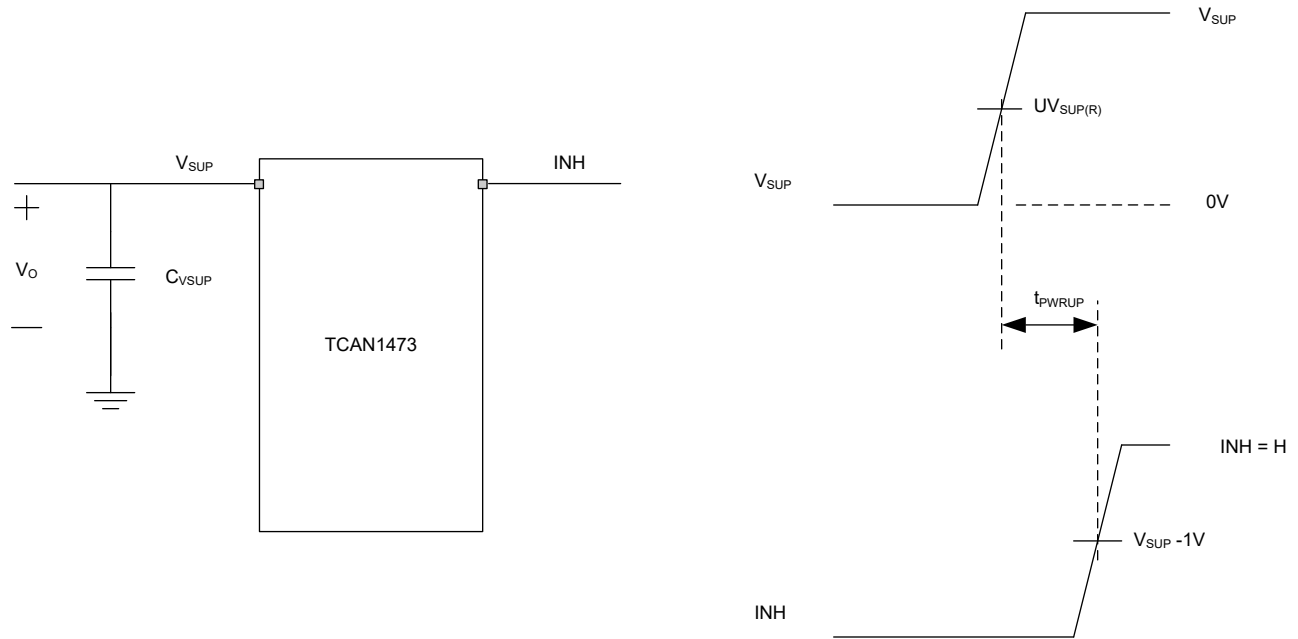 VSUP
INH
+
VO
—
CVSUP
TCAN1473
VSUP
UVSUP(R)
VSUP
0V
tPWRUP
INH = H
VSUP -1V
INH